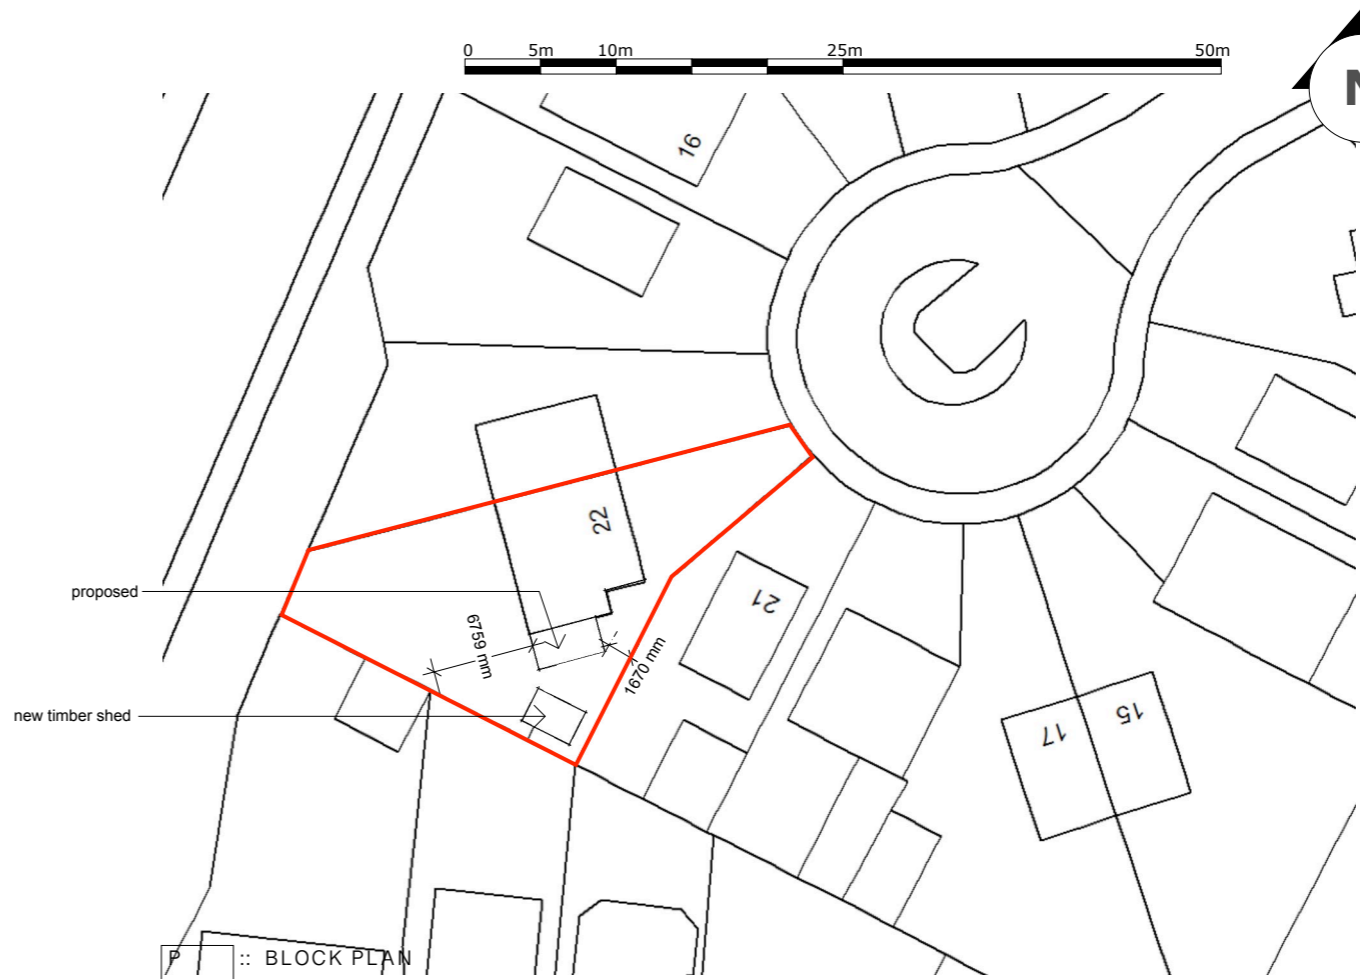 0 5m 10m 25m 50m
N
16
22
proposed
21
6759 mm
1670 mm
new timber shed
17 15
P :: BLOCK PLAN